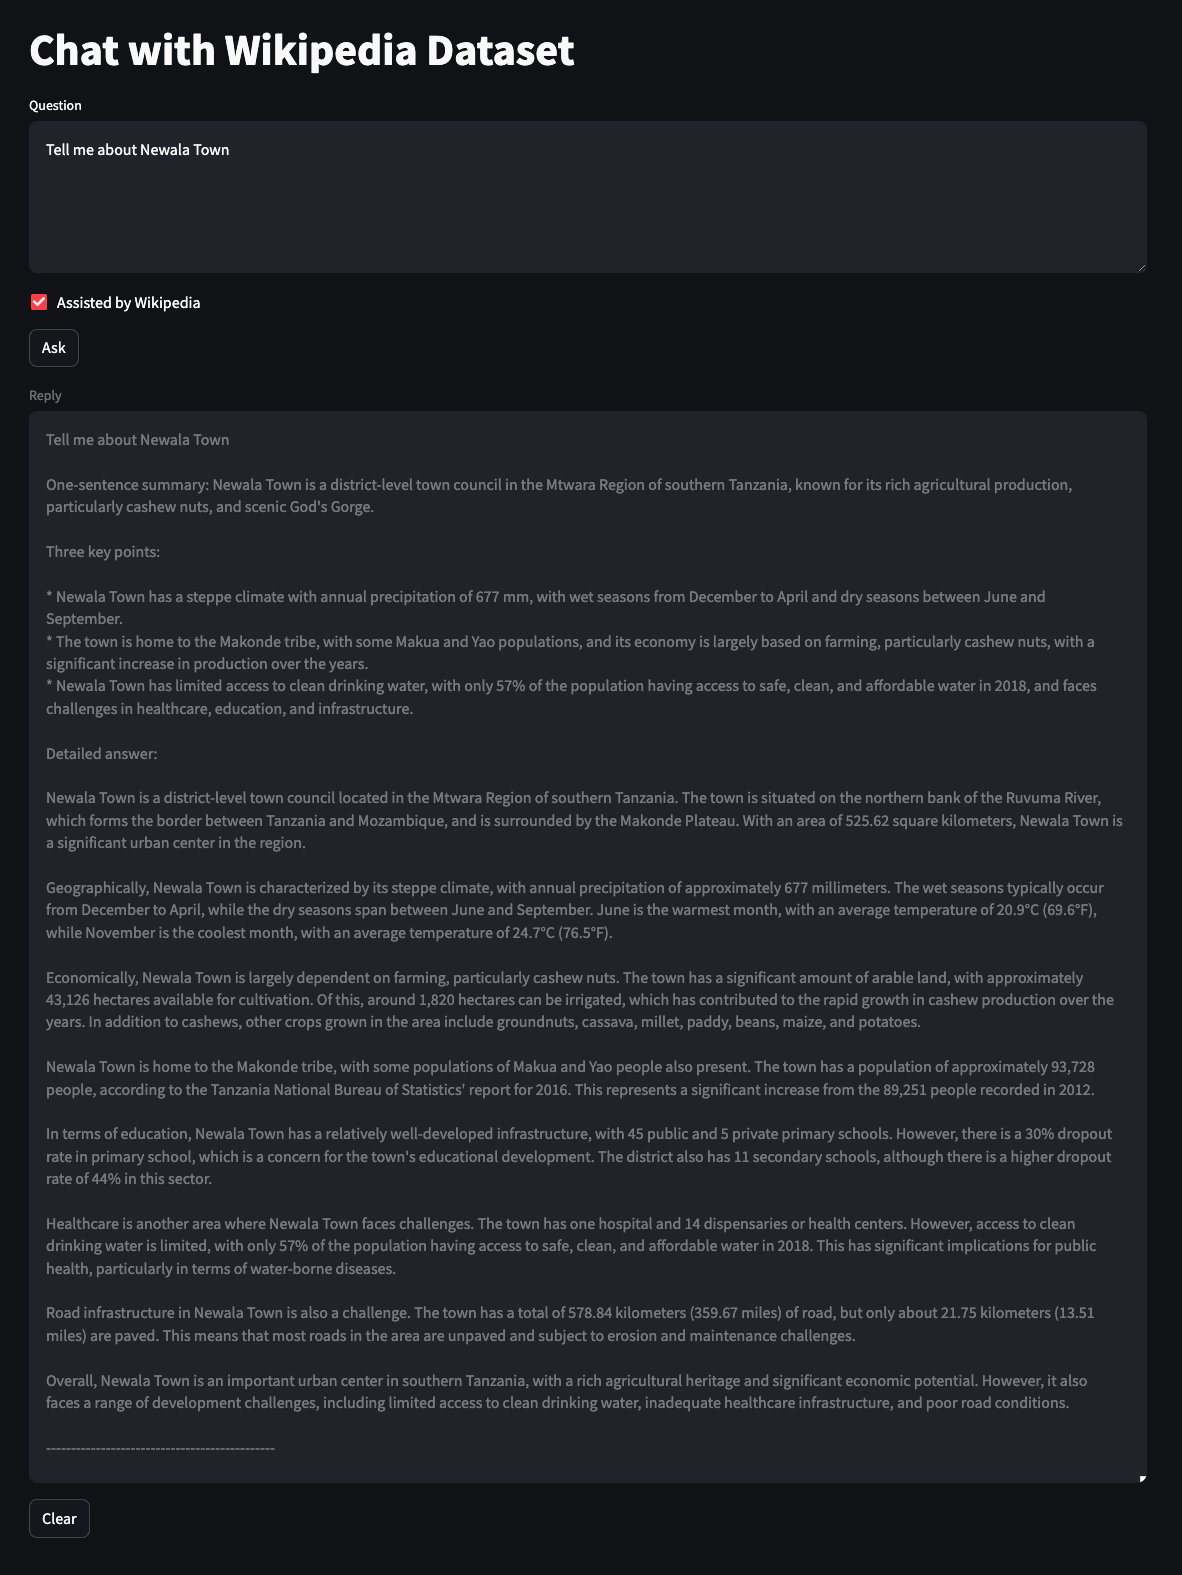 Chat with Wikipedia Dataset
Question
Tell me about Newala Town
Assisted by Wikipedia
Ask
Reply
Tell me about Newala Town
One-sentence summary: Newala Town is a district-level town council in the Mtwara Region of southern Tanzania, known for its rich agricultural production,
particularly cashew nuts, and scenic God's Gorge.
Three key points:
* Newala Town has a steppe climate with annual precipitation of 677 mm, with wet seasons from December to April and dry seasons between June and
September.
* The town is home to the Makonde tribe, with some Makua and Yao populations, and its economy is largely based on farming, particularly cashew nuts, with a
significant increase in production over the years.
* Newala Town has limited access to clean drinking water, with only 57% of the population having access to safe, clean, and affordable water in 2018, and faces
challenges in healthcare, education, and infrastructure.
Detailed answer:
Newala Town is a district-level town council located in the Mtwara Region of southern Tanzania. The town is situated on the northern bank of the Ruvuma River,
which forms the border between Tanzania and Mozambique, and is surrounded by the Makonde Plateau. With an area of 525.62 square kilometers, Newala Town is
a significant urban center in the region.
Geographically, Newala Town is characterized by its steppe climate, with annual precipitation of approximately 677 millimeters. The wet seasons typically occur
from December to April, while the dry seasons span between June and September. June is the warmest month, with an average temperature of 20.9°C (69.6°F),
while November is the coolest month, with an average temperature of 24.7°C (76.5°F).
Economically, Newala Town is largely dependent on farming, particularly cashew nuts. The town has a significant amount of arable land, with approximately
43,126 hectares available for cultivation. Of this, around 1,820 hectares can be irrigated, which has contributed to the rapid growth in cashew production over the
years. In addition to cashews, other crops grown in the area include groundnuts, cassava, millet, paddy, beans, maize, and potatoes.
Newala Town is home to the Makonde tribe, with some populations of Makua and Yao people also present. The town has a population of approximately 93,728
people, according to the Tanzania National Bureau of Statistics' report for 2016. This represents a significant increase from the 89,251 people recorded in 2012.
In terms of education, Newala Town has a relatively well-developed infrastructure, with 45 public and 5 private primary schools. However, there is a 30% dropout
rate in primary school, which is a concern for the town's educational development. The district also has 11 secondary schools, although there is a higher dropout
rate of 44% in this sector.
Healthcare is another area where Newala Town faces challenges. The town has one hospital and 14 dispensaries or health centers. However, access to clean
drinking water is limited, with only 57% of the population having access to safe, clean, and affordable water in 2018. This has significant implications for public
health, particularly in terms of water-borne diseases.
Road infrastructure in Newala Town is also a challenge. The town has a total of 578.84 kilometers (359.67 miles) of road, but only about 21.75 kilometers (13.51
miles) are paved. This means that most roads in the area are unpaved and subject to erosion and maintenance challenges.
Overall, Newala Town is an important urban center in southern Tanzania, with a rich agricultural heritage and significant economic potential. However, it also
faces a range of development challenges, including limited access to clean drinking water, inadequate healthcare infrastructure, and poor road conditions.
----------------------------------------------
Clear